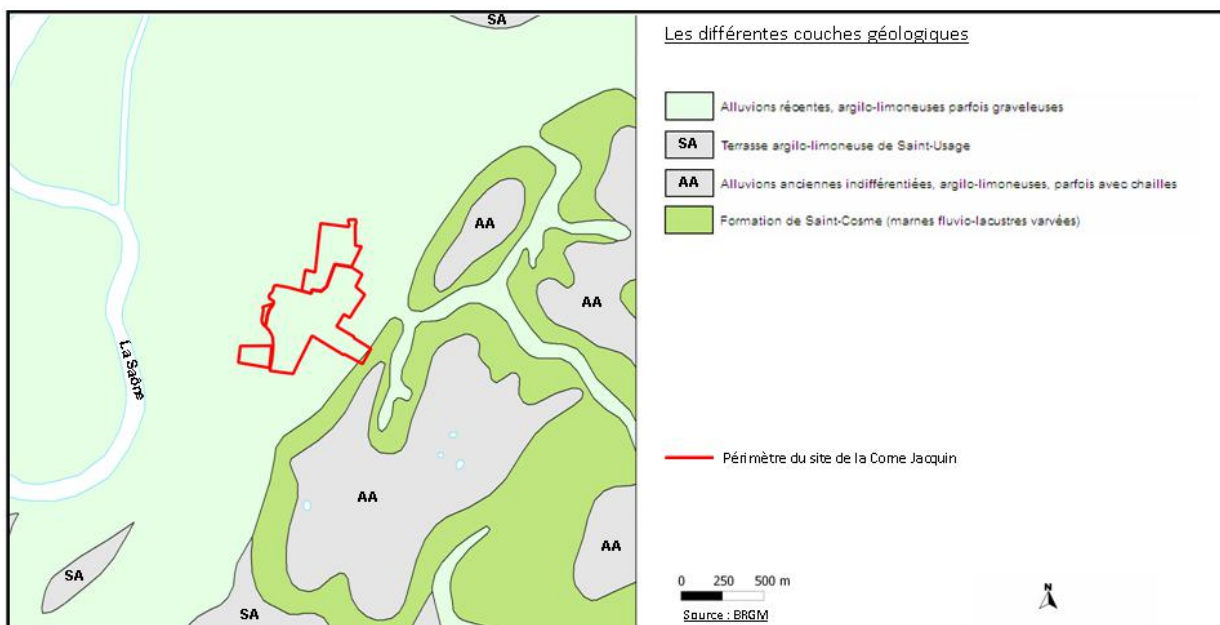 Les différentes couches géologiques
Alluvions récentes, argilo-limoneuses parfois graveleuses
SA Terrasse argilo-limoneuse de Saint-Usage
AA Alluvions anciennes indifférentiées, argilo-limoneuses, parfois avec chailles
Formation de Saint-Cosme (marnes fluvio-lacustres varvées)
Périmètre du site de la Corne Jacquin
0 250 500 m
Source : BRGM
N
SA
AA
AA
La Saône
AA
AA
SA
SA